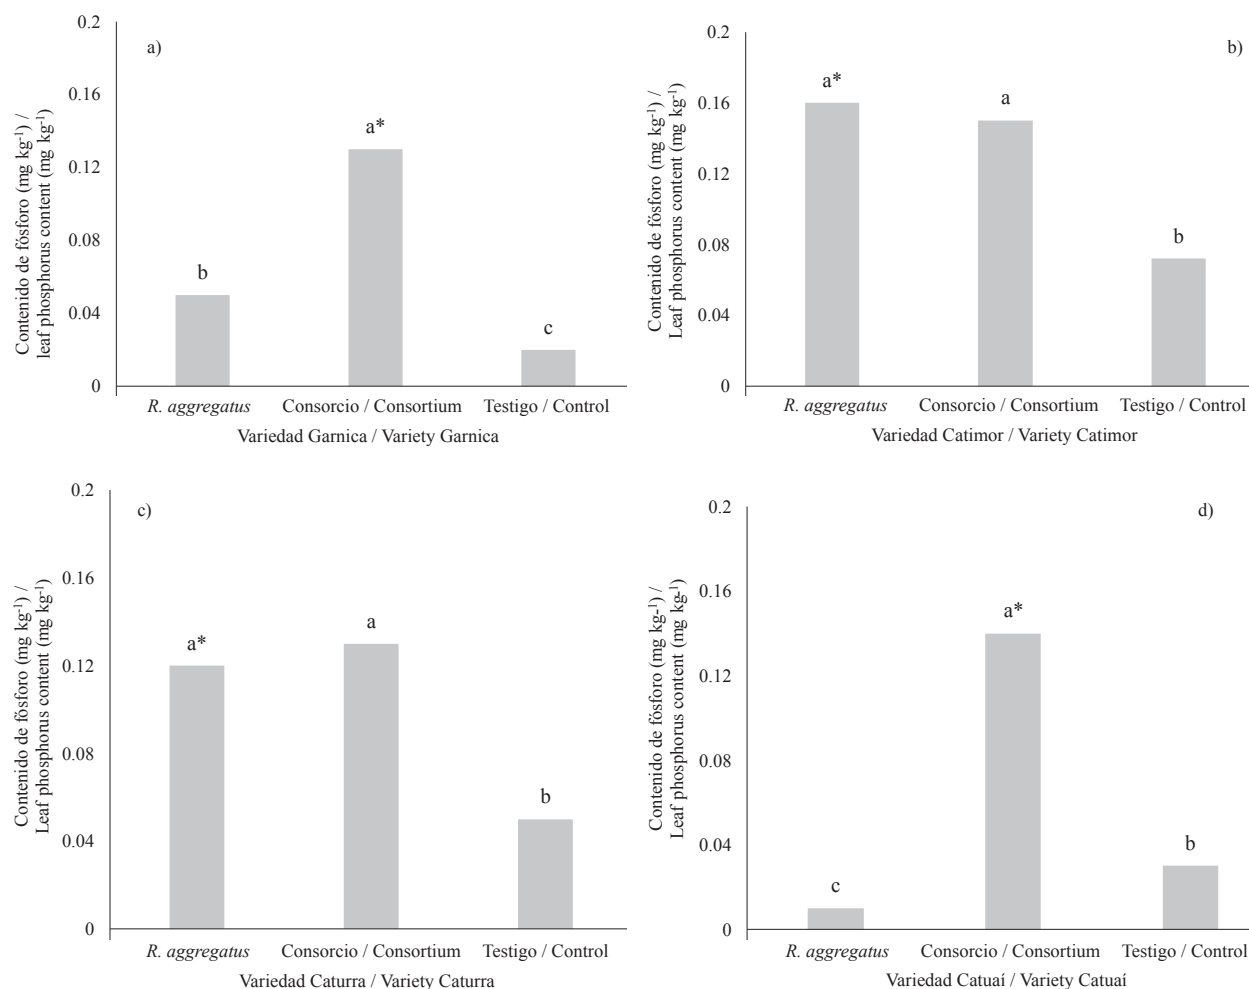 a)
Contenido de fósforo (mg kg-1) /
leaf phosphorus content (mg kg-1)
0.2
0.16
0.12
0.08
0.04
0
b
a*
c
R. aggregatus Consorcio / Consortium Testigo / Control
Variedad Garnica / Variety Garnica
b)
Contenido de fósforo (mg kg-1) /
Leaf phosphorus content (mg kg-1)
0.2
0.16
0.12
0.08
0.04
0
a*
a
b
R. aggregatus Consorcio / Consortium Testigo / Control
Variedad Catimor / Variety Catimor
c)
Contenido de fósforo (mg kg-1) /
Leaf phosphorus content (mg kg-1)
0.2
0.16
0.12
0.08
0.04
0
a*
a
b
R. aggregatus Consorcio / Consortium Testigo / Control
Variedad Caturra / Variety Caturra
d)
Contenido de fósforo (mg kg-1) /
Leaf phosphorus content (mg kg-1)
0.2
0.16
0.12
0.08
0.04
0
c
a*
b
R. aggregatus Consorcio / Consortium Testigo / Control
Variedad Catuaí / Variety Catuaí